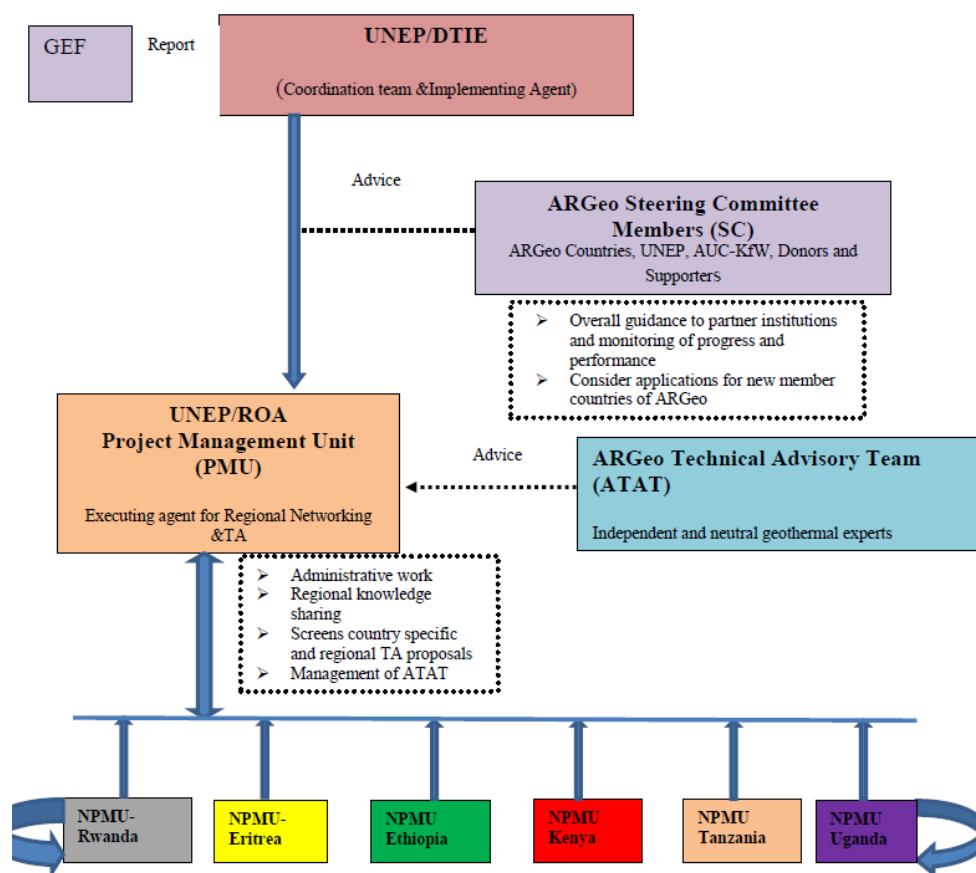 GEF
Report
UNEP/DTIE
(Coordination team &Implementing Agent)
Advice
ARGeo Steering Committee
Members (SC)
ARGeo Countries, UNEP, AUC-KfW, Donors and
Supporters
➢ Overall guidance to partner institutions
and monitoring of progress and
performance
➢ Consider applications for new member
countries of ARGeo
UNEP/ROA
Project Management Unit
(PMU)
Executing agent for Regional Networking
&TA
Advice
ARGeo Technical Advisory Team
(ATAT)
Independent and neutral geothermal experts
➢ Administrative work
➢ Regional knowledge
sharing
➢ Screens country specific
and regional TA proposals
➢ Management of ATAT
NPMU-
Rwanda
NPMU-
Eritrea
NPMU
Ethiopia
NPMU
Kenya
NPMU
Tanzania
NPMU
Uganda